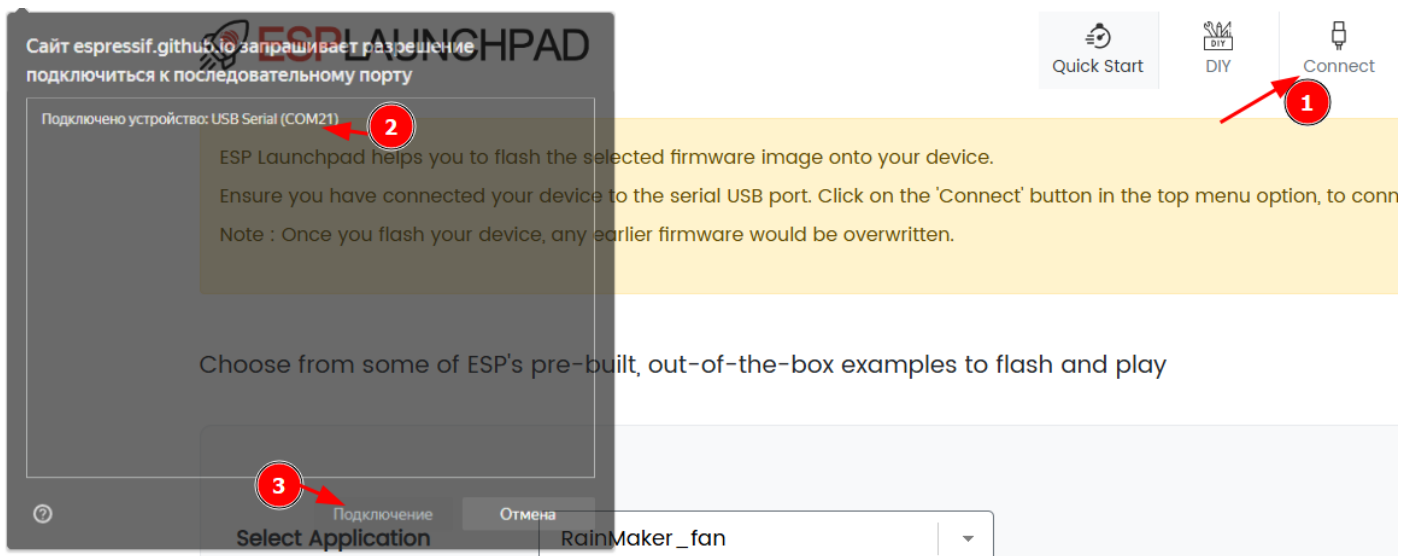 Сайт espressif.github.io запрашивает разрешение
подключиться к последовательному порту
ESP LAUNCHPAD
Quick Start
DIY
DIY
Connect
1
Подключено устройство: USB Serial (COM21)
2
ESP Launchpad helps you to flash the selected firmware image onto your device.
Ensure you have connected your device to the serial USB port. Click on the 'Connect' button in the top menu option, to conn
Note : Once you flash your device, any earlier firmware would be overwritten.
Choose from some of ESP's pre-built, out-of-the-box examples to flash and play
3
Подключение
Отмена
Select Application
RainMaker_fan